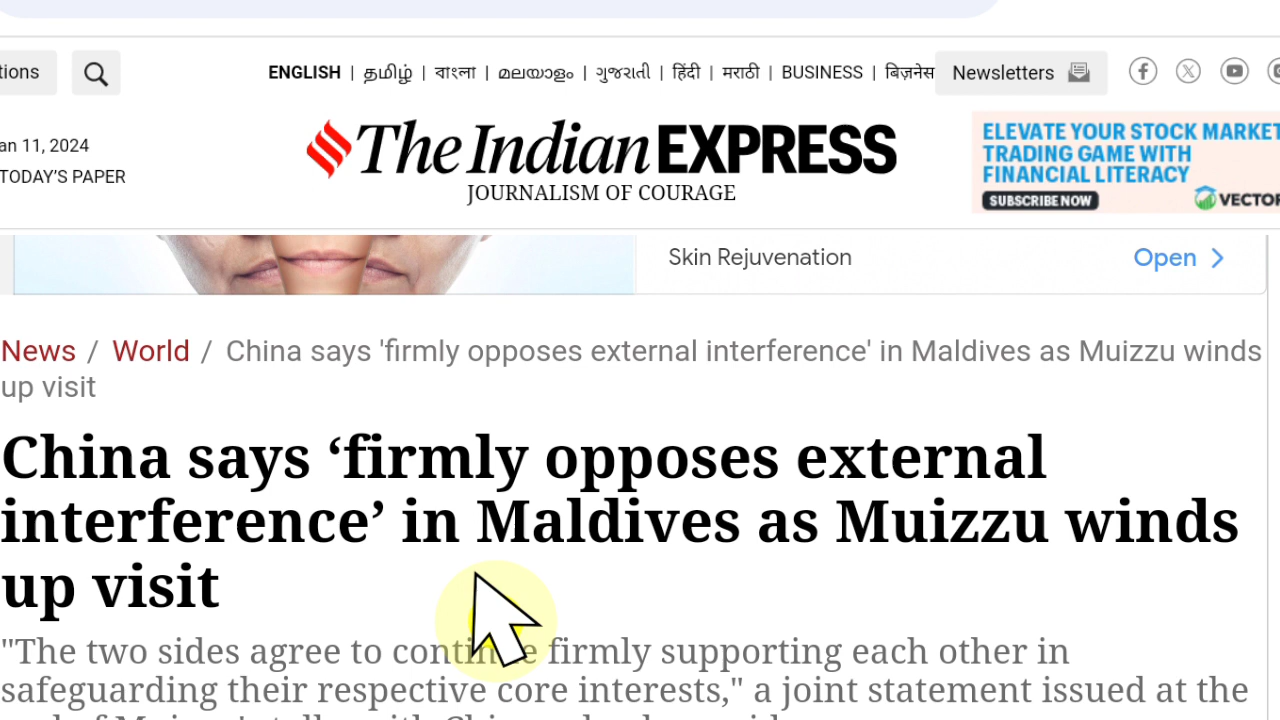 tions
ENGLISH | தமிழ் | বাংলা | മലയാളം | ગુજરાતી | हिंदी | मराठी | BUSINESS | बिज़नेस
Newsletters
an 11, 2024
TODAY'S PAPER
The Indian EXPRESS
JOURNALISM OF COURAGE
ELEVATE YOUR STOCK MARKET
TRADING GAME WITH
FINANCIAL LITERACY
SUBSCRIBE NOW
VECTOR
Skin Rejuvenation
Open
News / World / China says 'firmly opposes external interference' in Maldives as Muizzu winds
up visit
China says ‘firmly opposes external
interference’ in Maldives as Muizzu winds
up visit
"The two sides agree to continue firmly supporting each other in
safeguarding their respective core interests," a joint statement issued at the